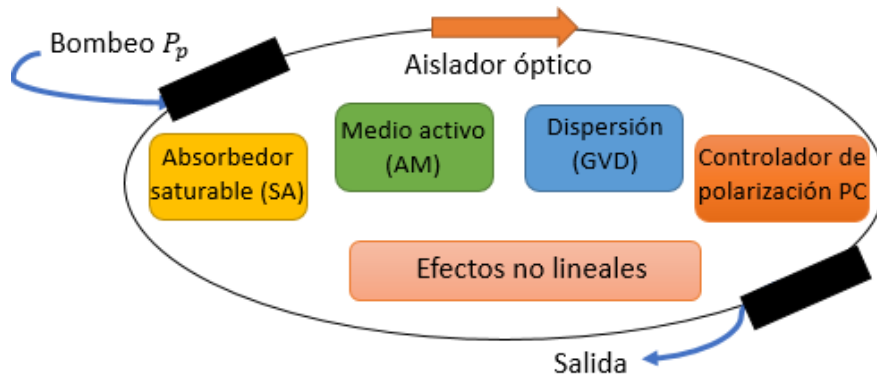 Bombeo P_p
Aislador óptico
Absorbedor
saturable (SA)
Medio activo
(AM)
Dispersión
(GVD)
Controlador de
polarización PC
Efectos no lineales
Salida